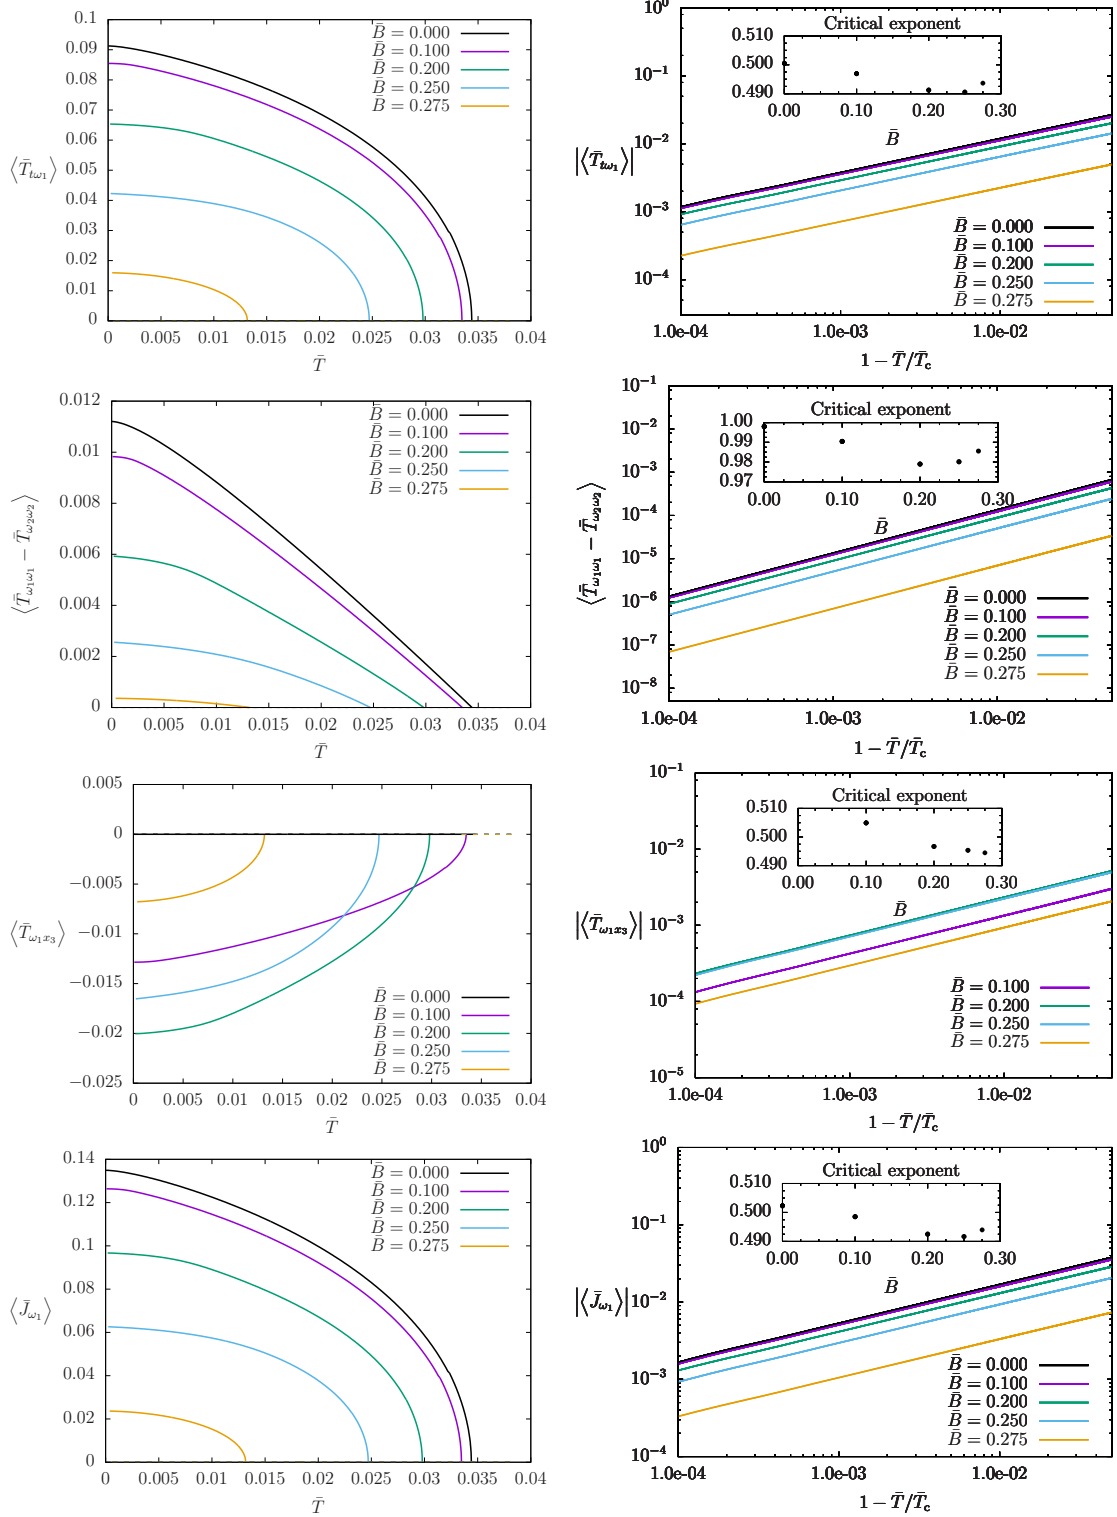 0.1
0.09
0.08
0.07
0.06
0.05
0.04
0.03
0.02
0.01
0
⟨T̄_{tω₁}⟩
B̄ = 0.000
B̄ = 0.100
B̄ = 0.200
B̄ = 0.250
B̄ = 0.275
0 0.005 0.01 0.015 0.02 0.025 0.03 0.035 0.04
T̄
10⁰
10⁻¹
10⁻²
10⁻³
10⁻⁴
|⟨T̄_{tω₁}⟩|
Critical exponent
0.510
0.500
0.490
0.00 0.10 0.20 0.30
B̄
B̄ = 0.000
B̄ = 0.100
B̄ = 0.200
B̄ = 0.250
B̄ = 0.275
1.0e-04 1.0e-03 1.0e-02
1 − T̄/T̄_c
0.012
0.01
0.008
0.006
0.004
0.002
0
⟨T̄_{ω₁ω₁} − T̄_{ω₂ω₂}⟩
B̄ = 0.000
B̄ = 0.100
B̄ = 0.200
B̄ = 0.250
B̄ = 0.275
0 0.005 0.01 0.015 0.02 0.025 0.03 0.035 0.04
T̄
10⁻¹
10⁻²
10⁻³
10⁻⁴
10⁻⁵
10⁻⁶
10⁻⁷
10⁻⁸
⟨T̄_{ω₁ω₁} − T̄_{ω₂ω₂}⟩
Critical exponent
1.00
0.99
0.98
0.97
0.00 0.10 0.20 0.30
B̄
B̄ = 0.000
B̄ = 0.100
B̄ = 0.200
B̄ = 0.250
B̄ = 0.275
1.0e-04 1.0e-03 1.0e-02
1 − T̄/T̄_c
0.005
0
−0.005
−0.01
−0.015
−0.02
−0.025
⟨T̄_{ω₁x₃}⟩
B̄ = 0.000
B̄ = 0.100
B̄ = 0.200
B̄ = 0.250
B̄ = 0.275
0 0.005 0.01 0.015 0.02 0.025 0.03 0.035 0.04
T̄
10⁻¹
10⁻²
10⁻³
10⁻⁴
10⁻⁵
|⟨T̄_{ω₁x₃}⟩|
Critical exponent
0.510
0.500
0.490
0.00 0.10 0.20 0.30
B̄
B̄ = 0.100
B̄ = 0.200
B̄ = 0.250
B̄ = 0.275
1.0e-04 1.0e-03 1.0e-02
1 − T̄/T̄_c
0.14
0.12
0.1
0.08
0.06
0.04
0.02
0
⟨J̄_{ω₁}⟩
B̄ = 0.000
B̄ = 0.100
B̄ = 0.200
B̄ = 0.250
B̄ = 0.275
0 0.005 0.01 0.015 0.02 0.025 0.03 0.035 0.04
T̄
10⁰
10⁻¹
10⁻²
10⁻³
10⁻⁴
|⟨J̄_{ω₁}⟩|
Critical exponent
0.510
0.500
0.490
0.00 0.10 0.20 0.30
B̄
B̄ = 0.000
B̄ = 0.100
B̄ = 0.200
B̄ = 0.250
B̄ = 0.275
1.0e-04 1.0e-03 1.0e-02
1 − T̄/T̄_c